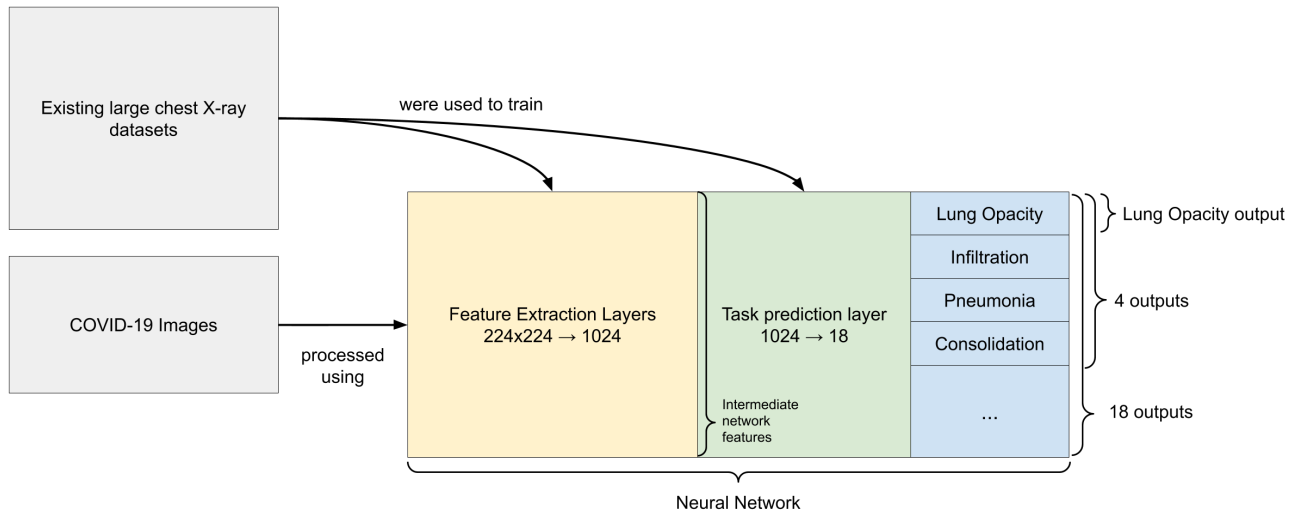 Existing large chest X-ray
datasets
were used to train
COVID-19 Images
processed
using
Feature Extraction Layers
224x224 → 1024
Intermediate
network
features
Task prediction layer
1024 → 18
Lung Opacity
Infiltration
Pneumonia
Consolidation
...
Lung Opacity output
4 outputs
18 outputs
Neural Network